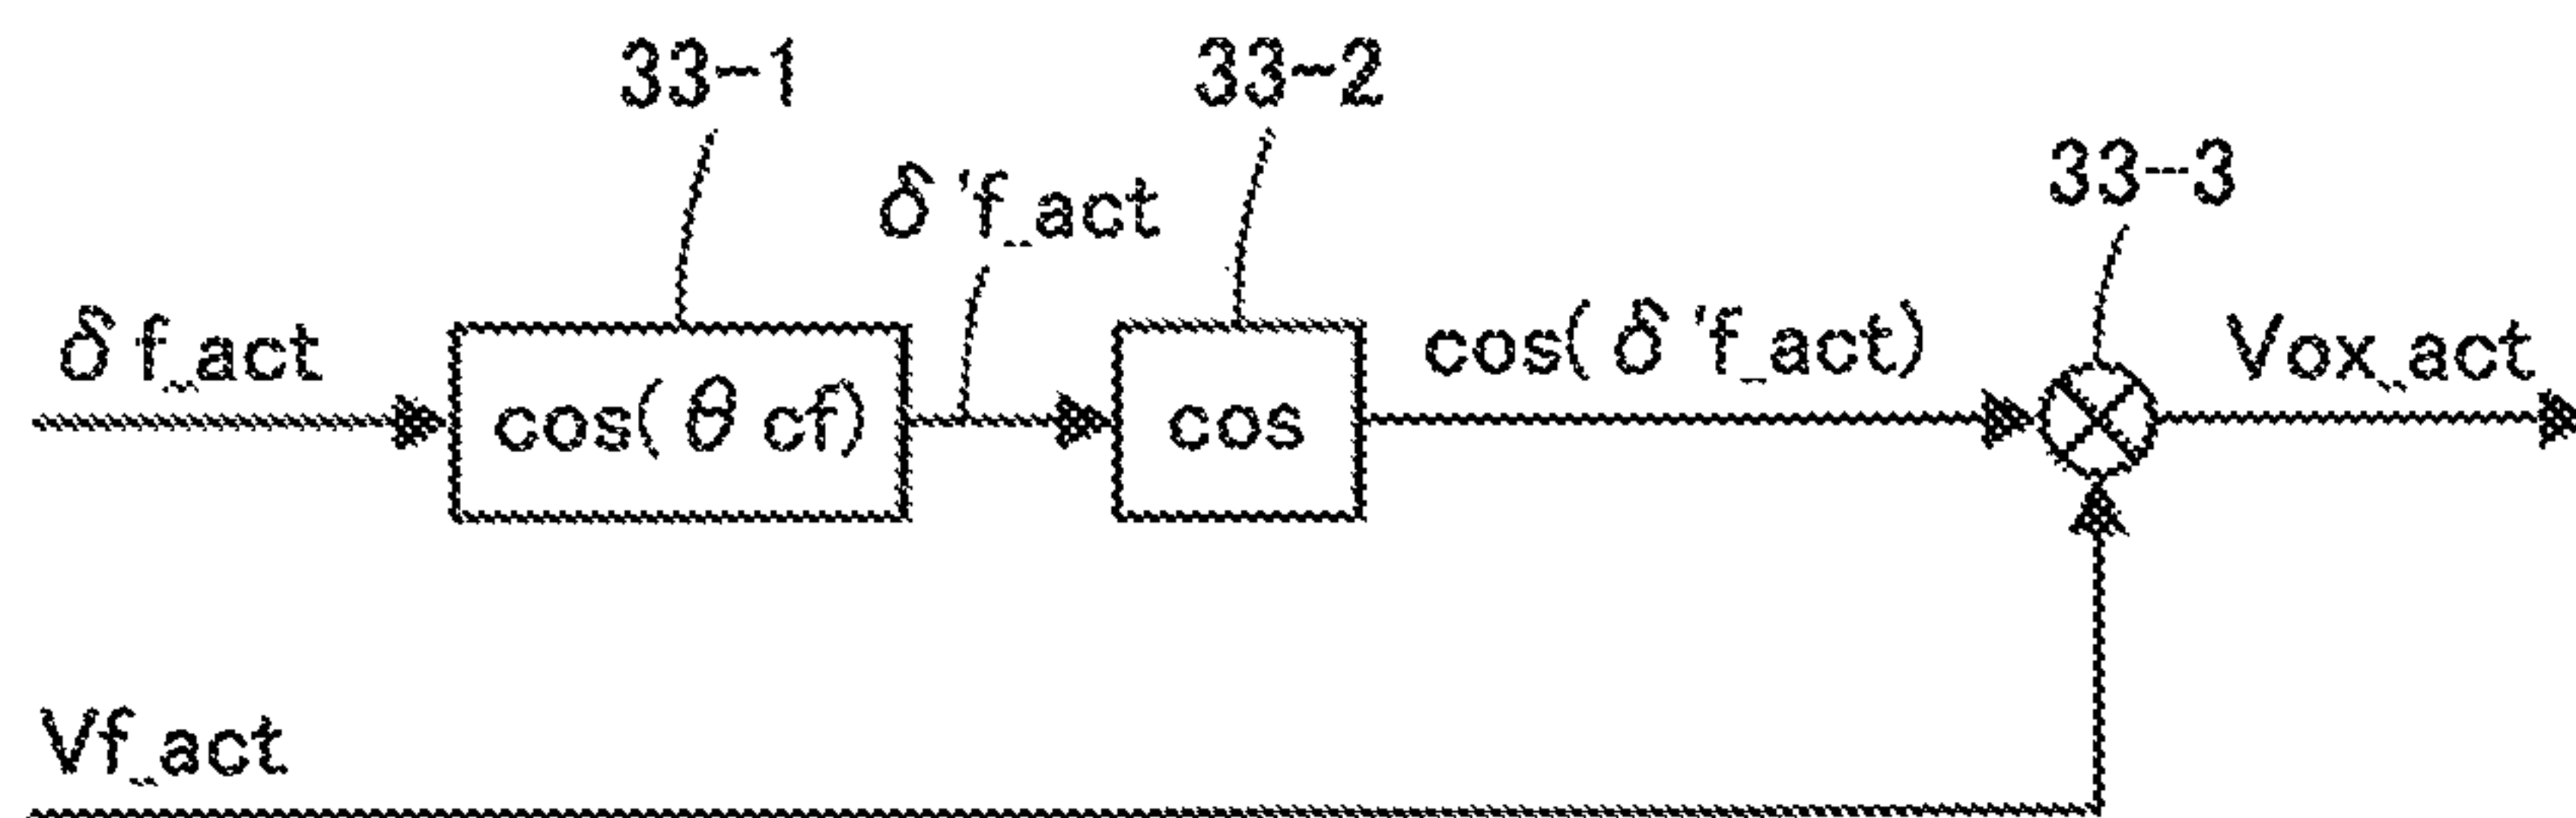 33-1
33-2
33-3
δ'f_act
δf_act
cos(θcf)
cos
cos(δ'f_act)
Vox_act
Vf_act